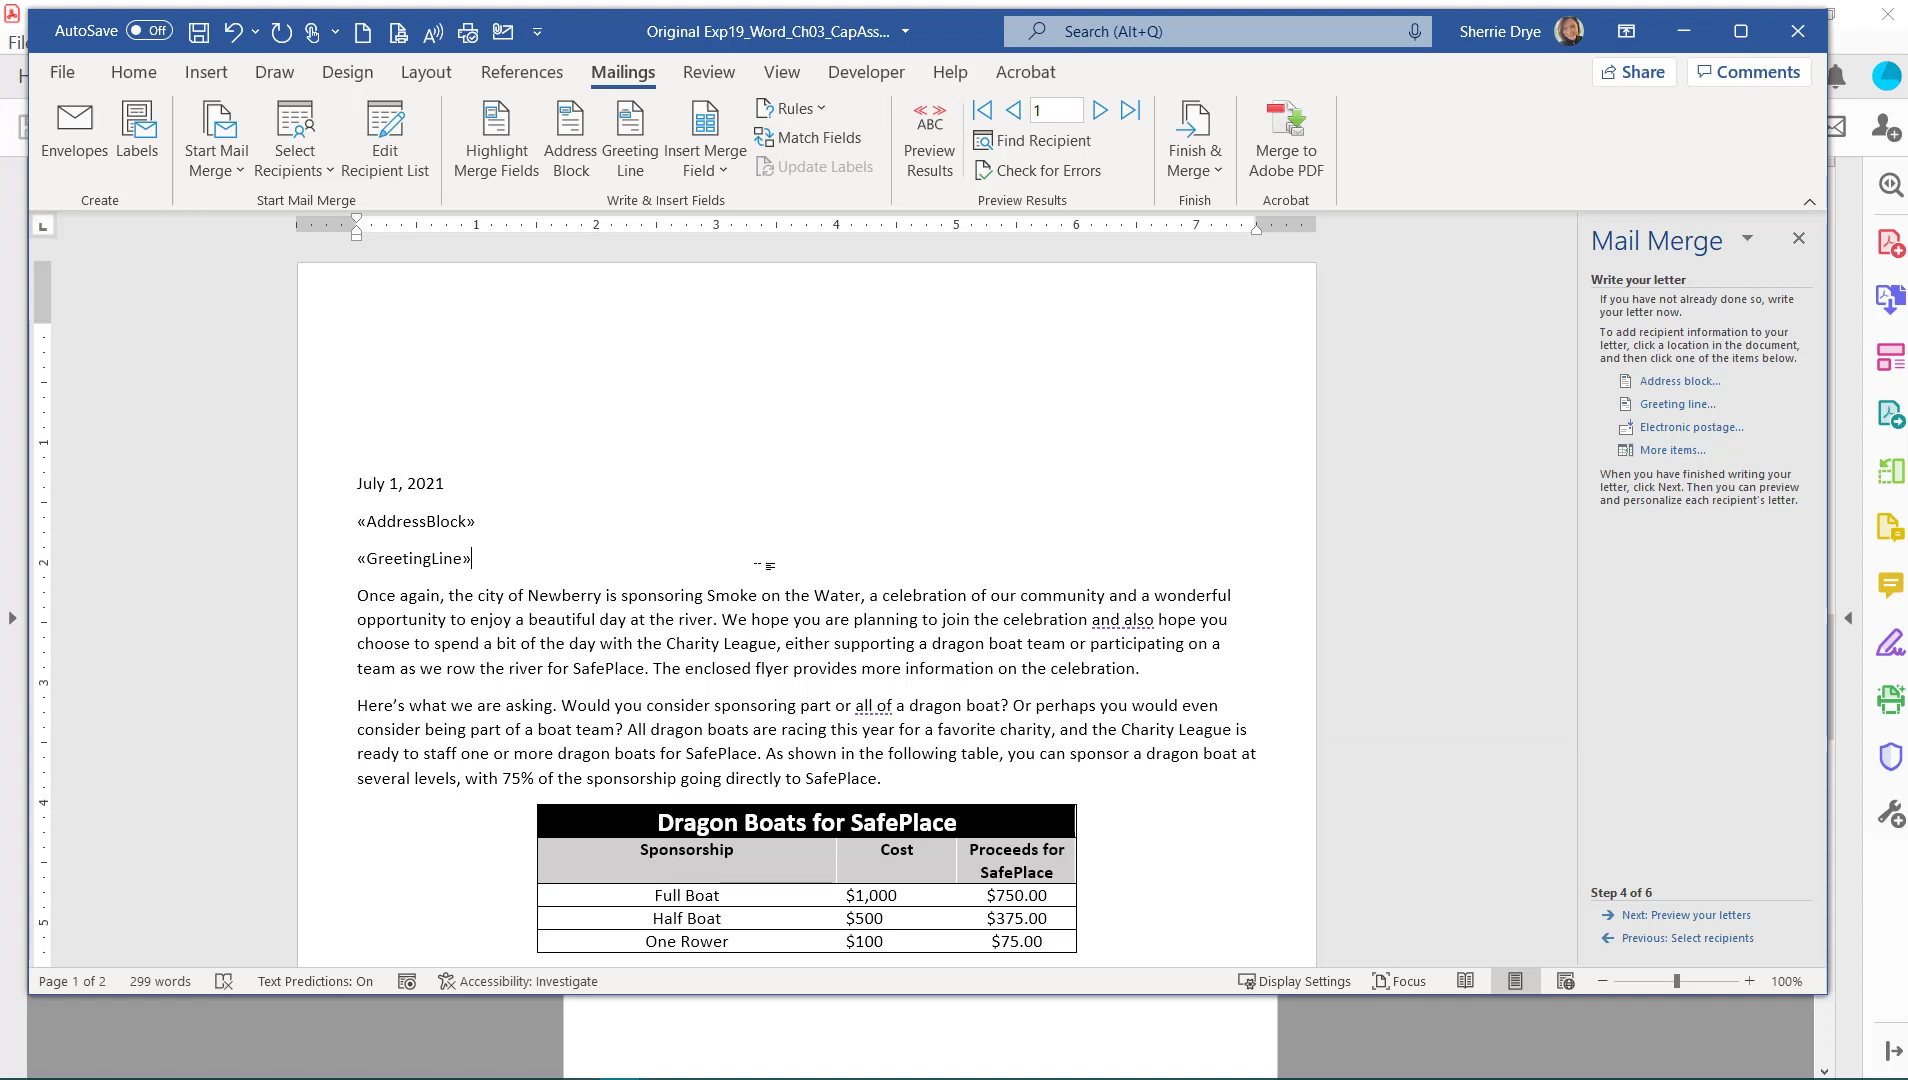 AutoSave Off
Original Exp19_Word_Ch03_CapAss...
Search (Alt+Q)
Sherrie Drye
File Home Insert Draw Design Layout References Mailings Review View Developer Help Acrobat
Share Comments
Envelopes
Labels
Start Mail Merge
Select Recipients
Edit Recipient List
Highlight Merge Fields
Address Block
Greeting Line
Insert Merge Field
Rules
Match Fields
Update Labels
ABC
Preview Results
1
Find Recipient
Check for Errors
Finish & Merge
Merge to Adobe PDF
Create
Start Mail Merge
Write & Insert Fields
Preview Results
Finish
Acrobat
1 2 3 4 5 6 7
1
2
3
4
5
July 1, 2021
«AddressBlock»
«GreetingLine»
Once again, the city of Newberry is sponsoring Smoke on the Water, a celebration of our community and a wonderful
opportunity to enjoy a beautiful day at the river. We hope you are planning to join the celebration and also hope you
choose to spend a bit of the day with the Charity League, either supporting a dragon boat team or participating on a
team as we row the river for SafePlace. The enclosed flyer provides more information on the celebration.
Here’s what we are asking. Would you consider sponsoring part or all of a dragon boat? Or perhaps you would even
consider being part of a boat team? All dragon boats are racing this year for a favorite charity, and the Charity League is
ready to staff one or more dragon boats for SafePlace. As shown in the following table, you can sponsor a dragon boat at
several levels, with 75% of the sponsorship going directly to SafePlace.
Dragon Boats for SafePlace
Sponsorship Cost Proceeds for SafePlace
Full Boat $1,000 $750.00
Half Boat $500 $375.00
One Rower $100 $75.00
Mail Merge
Write your letter
If you have not already done so, write
your letter now.
To add recipient information to your
letter, click a location in the document,
and then click one of the items below.
Address block...
Greeting line...
Electronic postage...
More items...
When you have finished writing your
letter, click Next. Then you can preview
and personalize each recipient's letter.
Step 4 of 6
Next: Preview your letters
Previous: Select recipients
Page 1 of 2 299 words Text Predictions: On Accessibility: Investigate Display Settings Focus 100%